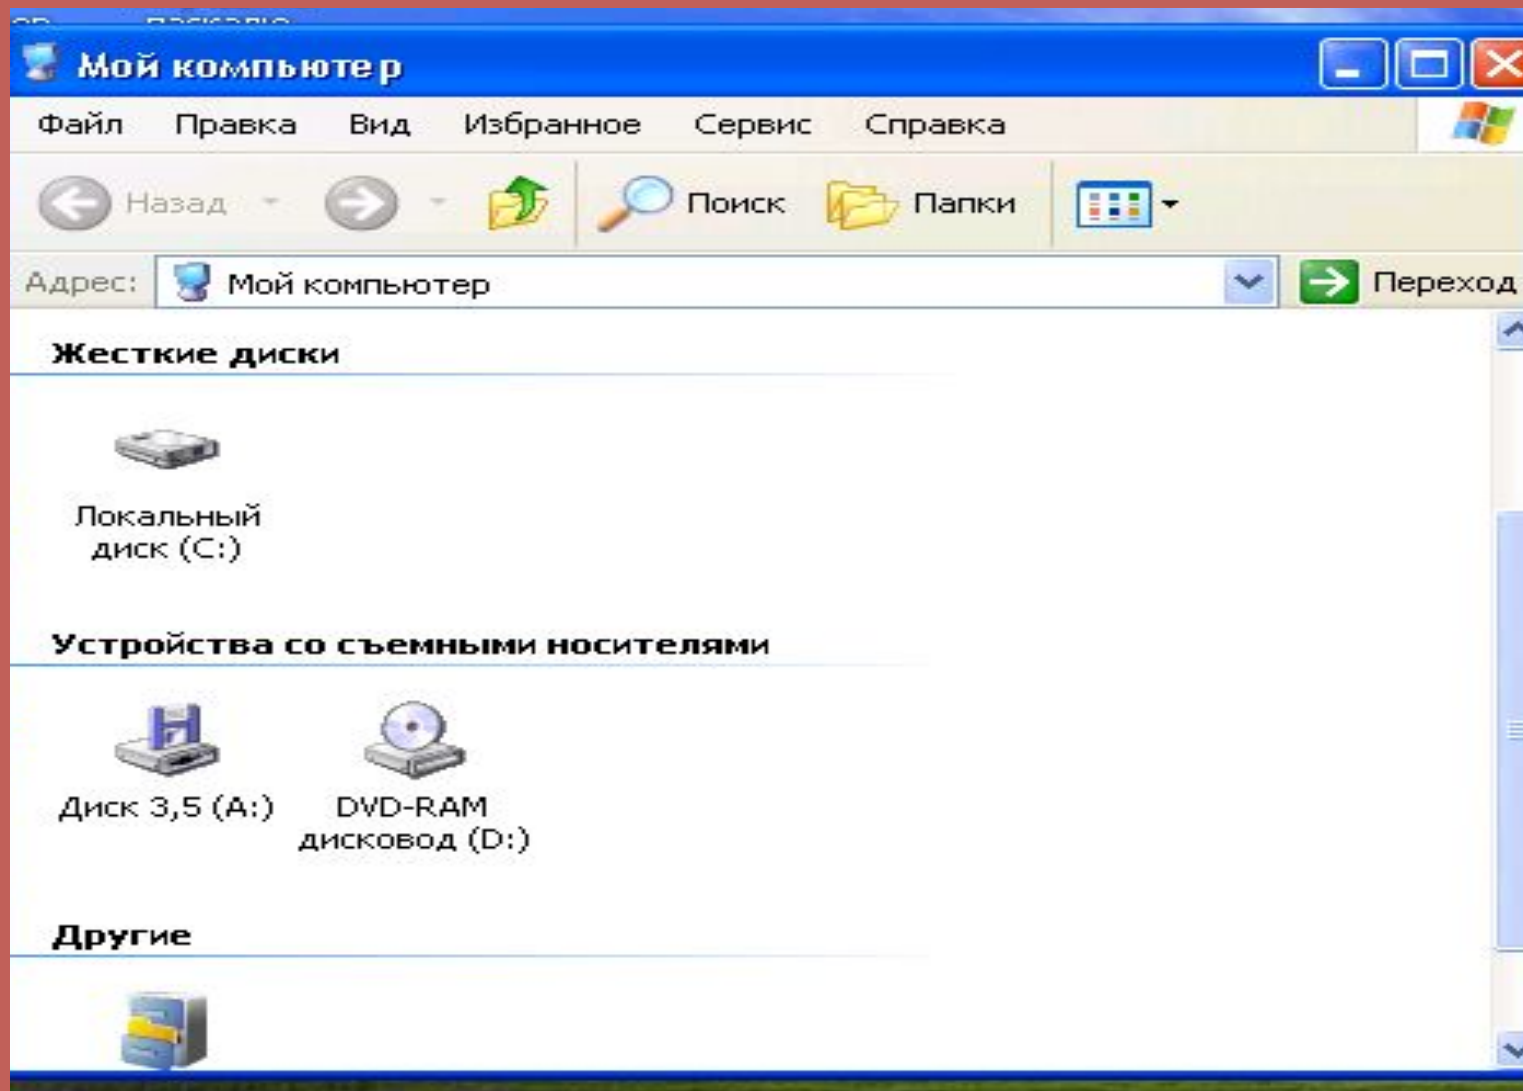 Мой компьютер
Файл Правка Вид Избранное Сервис Справка
Назад Поиск Папки
Адрес: Мой компьютер Переход
Жесткие диски
Локальный
диск (C:)
Устройства со съемными носителями
Диск 3,5 (A:) DVD-RAM
дисковод (D:)
Другие